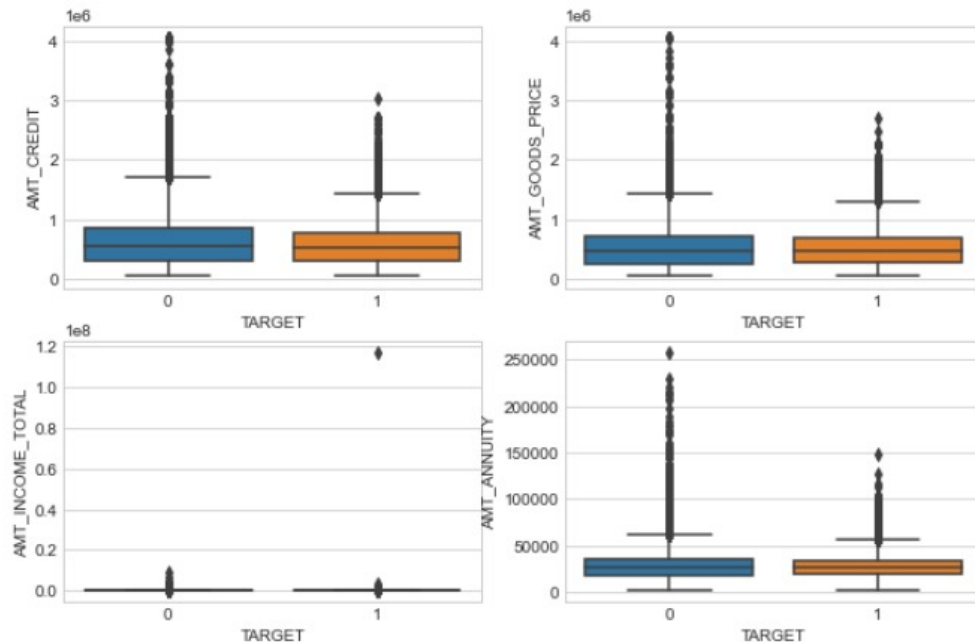 1e6
4
3
2
1
0
AMT_CREDIT
0
1
TARGET
1e6
4
3
2
1
0
AMT_GOODS_PRICE
0
1
TARGET
1e8
1.2
1.0
0.8
0.6
0.4
0.2
0.0
AMT_INCOME_TOTAL
0
1
TARGET
250000
200000
150000
100000
50000
0
AMT_ANNUITY
0
1
TARGET